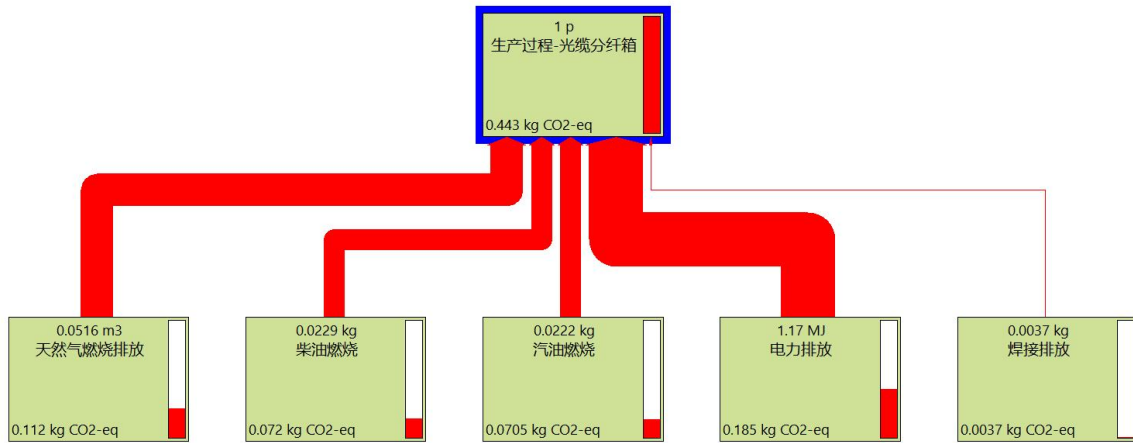 1 p
生产过程-光缆分纤箱
0.443 kg CO2-eq
0.0516 m3
天然气燃烧排放
0.112 kg CO2-eq
0.0229 kg
柴油燃烧
0.072 kg CO2-eq
0.0222 kg
汽油燃烧
0.0705 kg CO2-eq
1.17 MJ
电力排放
0.185 kg CO2-eq
0.0037 kg
焊接排放
0.0037 kg CO2-eq